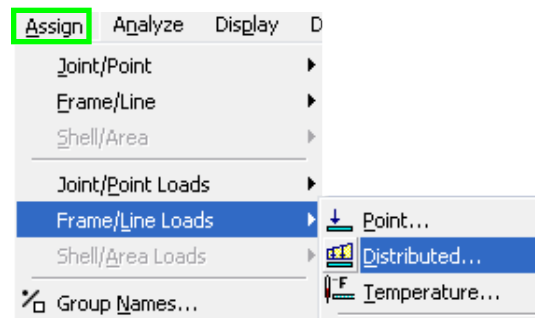 Assign Analyze Display D
Joint/Point
Frame/Line
Shell/Area
Joint/Point Loads
Frame/Line Loads
Point...
Shell/Area Loads
Distributed...
Group Names...
Temperature...